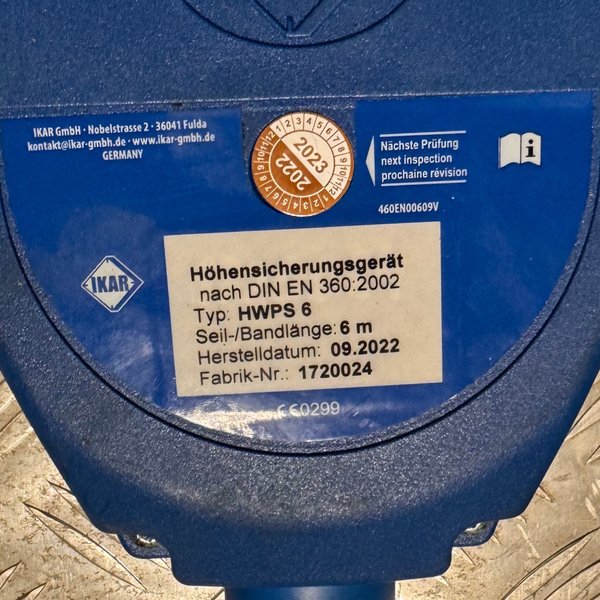 IKAR GmbH · Nobelstrasse 2 · 36041 Fulda
kontakt@ikar-gmbh.de · www.ikar-gmbh.de
GERMANY
2023
2022
Nächste Prüfung
next inspection
prochaine révision
i
460EN00609V
IKAR
Höhensicherungsgerät
nach DIN EN 360:2002
Typ: HWPS 6
Seil-/Bandlänge: 6 m
Herstelldatum: 09.2022
Fabrik-Nr.: 1720024
CE0299